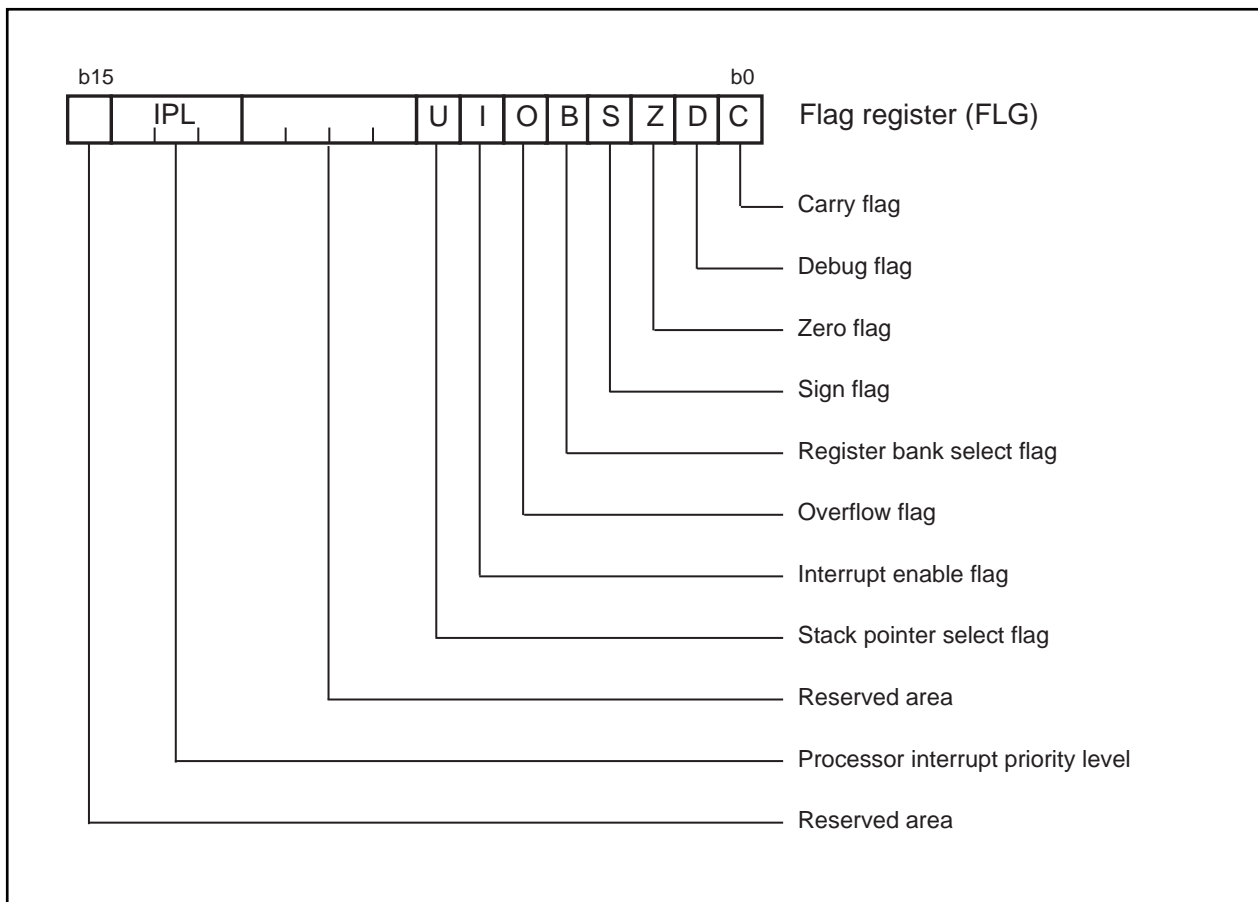 b15 b0
IPL U I O B S Z D C Flag register (FLG)
Carry flag
Debug flag
Zero flag
Sign flag
Register bank select flag
Overflow flag
Interrupt enable flag
Stack pointer select flag
Reserved area
Processor interrupt priority level
Reserved area